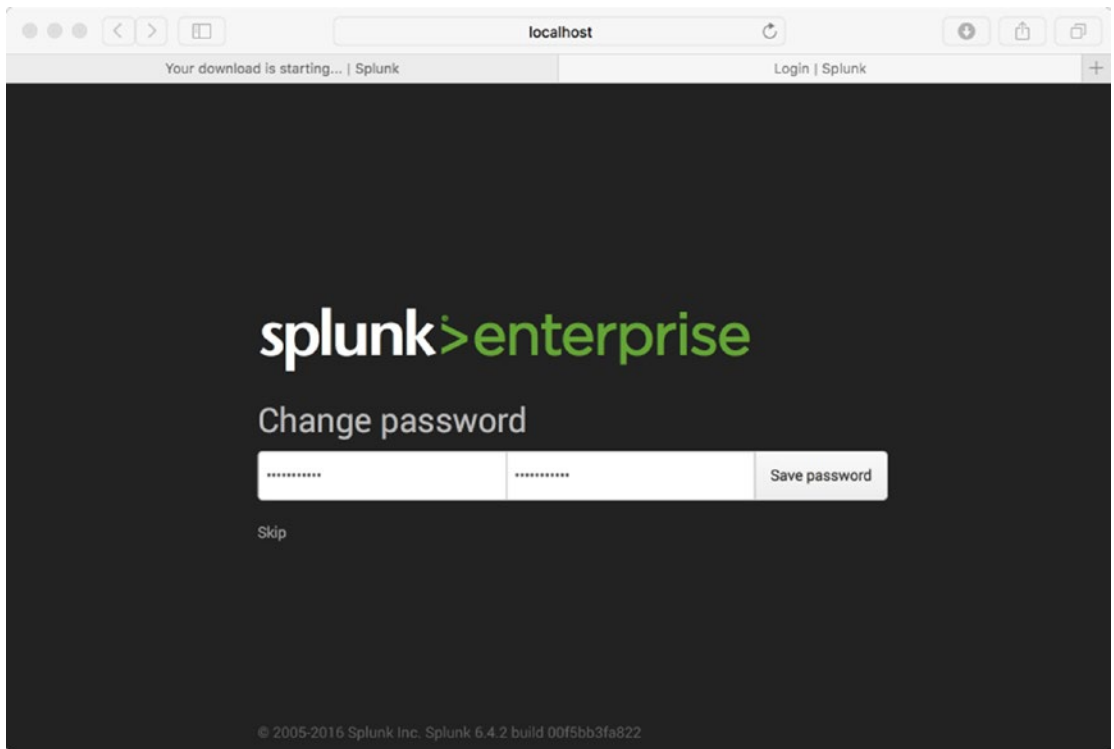 localhost
Your download is starting... | Splunk
Login | Splunk
splunk>enterprise
Change password
••••••••••• ••••••••••• Save password
Skip
© 2005-2016 Splunk Inc. Splunk 6.4.2 build 00f5bb3fa822